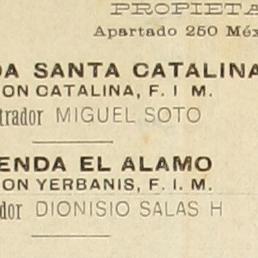 PROPIETA
Apartado 250 Méx
DA SANTA CATALINA
ON CATALINA, F. I M.
trador MIGUEL SOTO
ENDA EL ALAMO
ON YERBANIS, F. I. M.
dor DIONISIO SALAS H